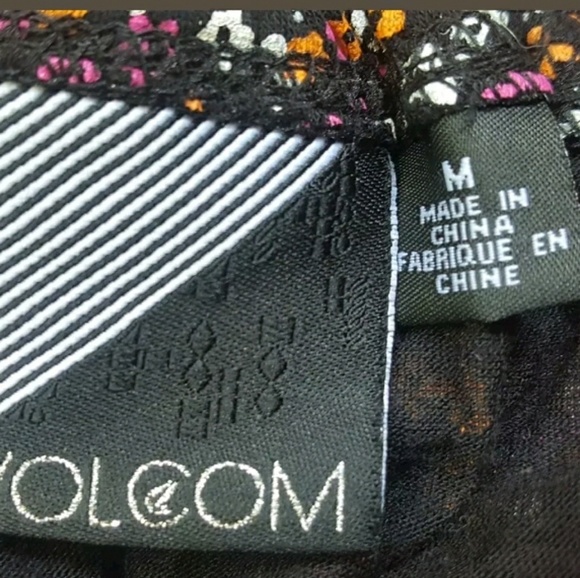 M
MADE IN
CHINA
FABRIQUE EN
CHINE
VOLCOM